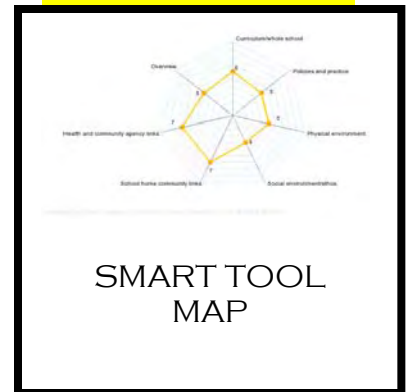 Curriculum/whole school
Overview
Policies and practice
Health and community agency links
Physical environment
School home community links
Social environment/ethos
SMART TOOL
MAP